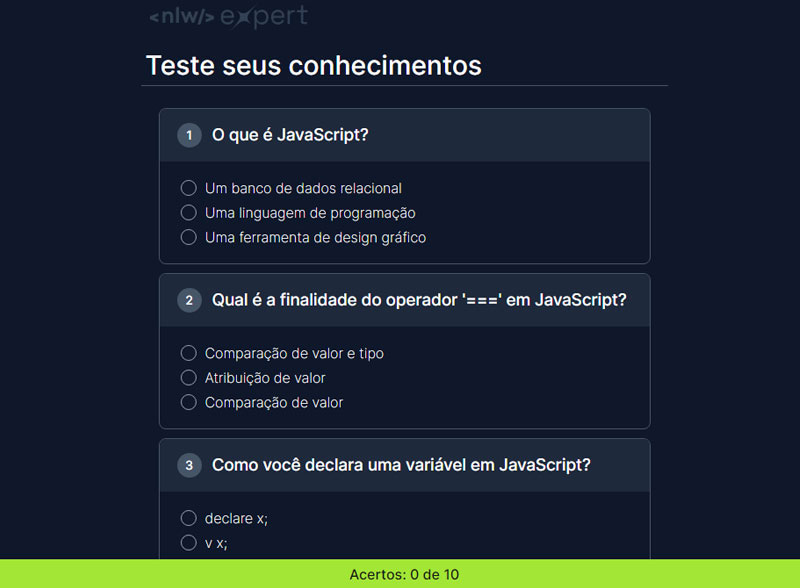 <nlw/> expert
Teste seus conhecimentos
1 O que é JavaScript?
Um banco de dados relacional
Uma linguagem de programação
Uma ferramenta de design gráfico
2 Qual é a finalidade do operador '===' em JavaScript?
Comparação de valor e tipo
Atribuição de valor
Comparação de valor
3 Como você declara uma variável em JavaScript?
declare x;
v x;
Acertos: 0 de 10